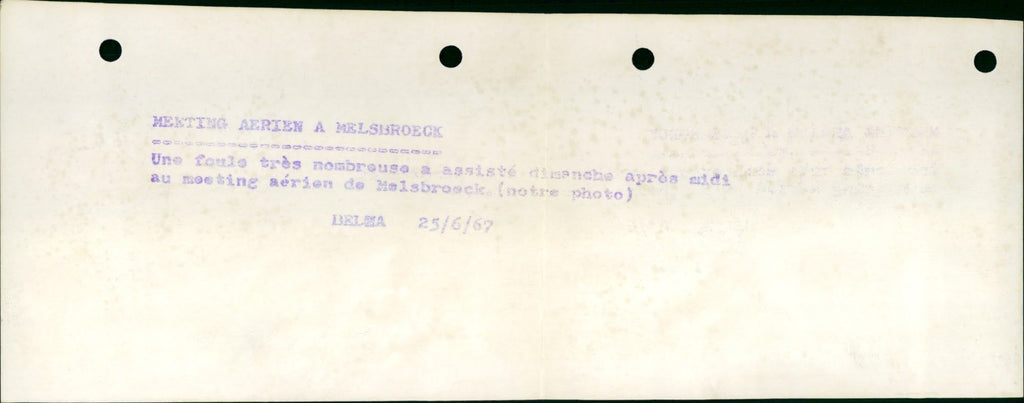 MEETING AERIEN A MELSBROECK
=-=-=-=-=-=-=-=-=-=-=-=-=-=
Une foule très nombreuse a assisté dimanche après midi
au meeting aérien de Melsbroeck.(notre photo)
BELGA 25/6/67